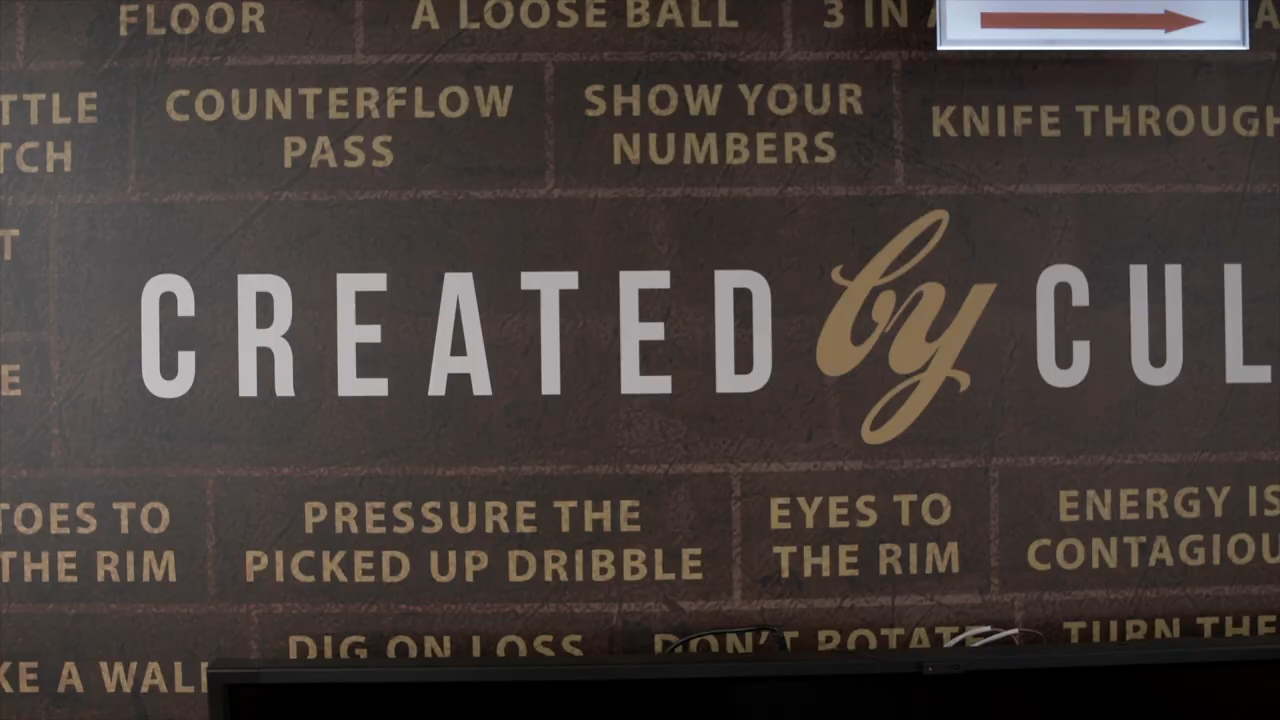 FLOOR
A LOOSE BALL
3 IN
COUNTERFLOW
PASS
SHOW YOUR
NUMBERS
KNIFE THROUGH
CREATED by CUL
TOES TO
THE RIM
PRESSURE THE
PICKED UP DRIBBLE
EYES TO
THE RIM
ENERGY IS
CONTAGIOU
KE A WALL
DIG ON LOSS
DON'T ROTATE
TURN THE